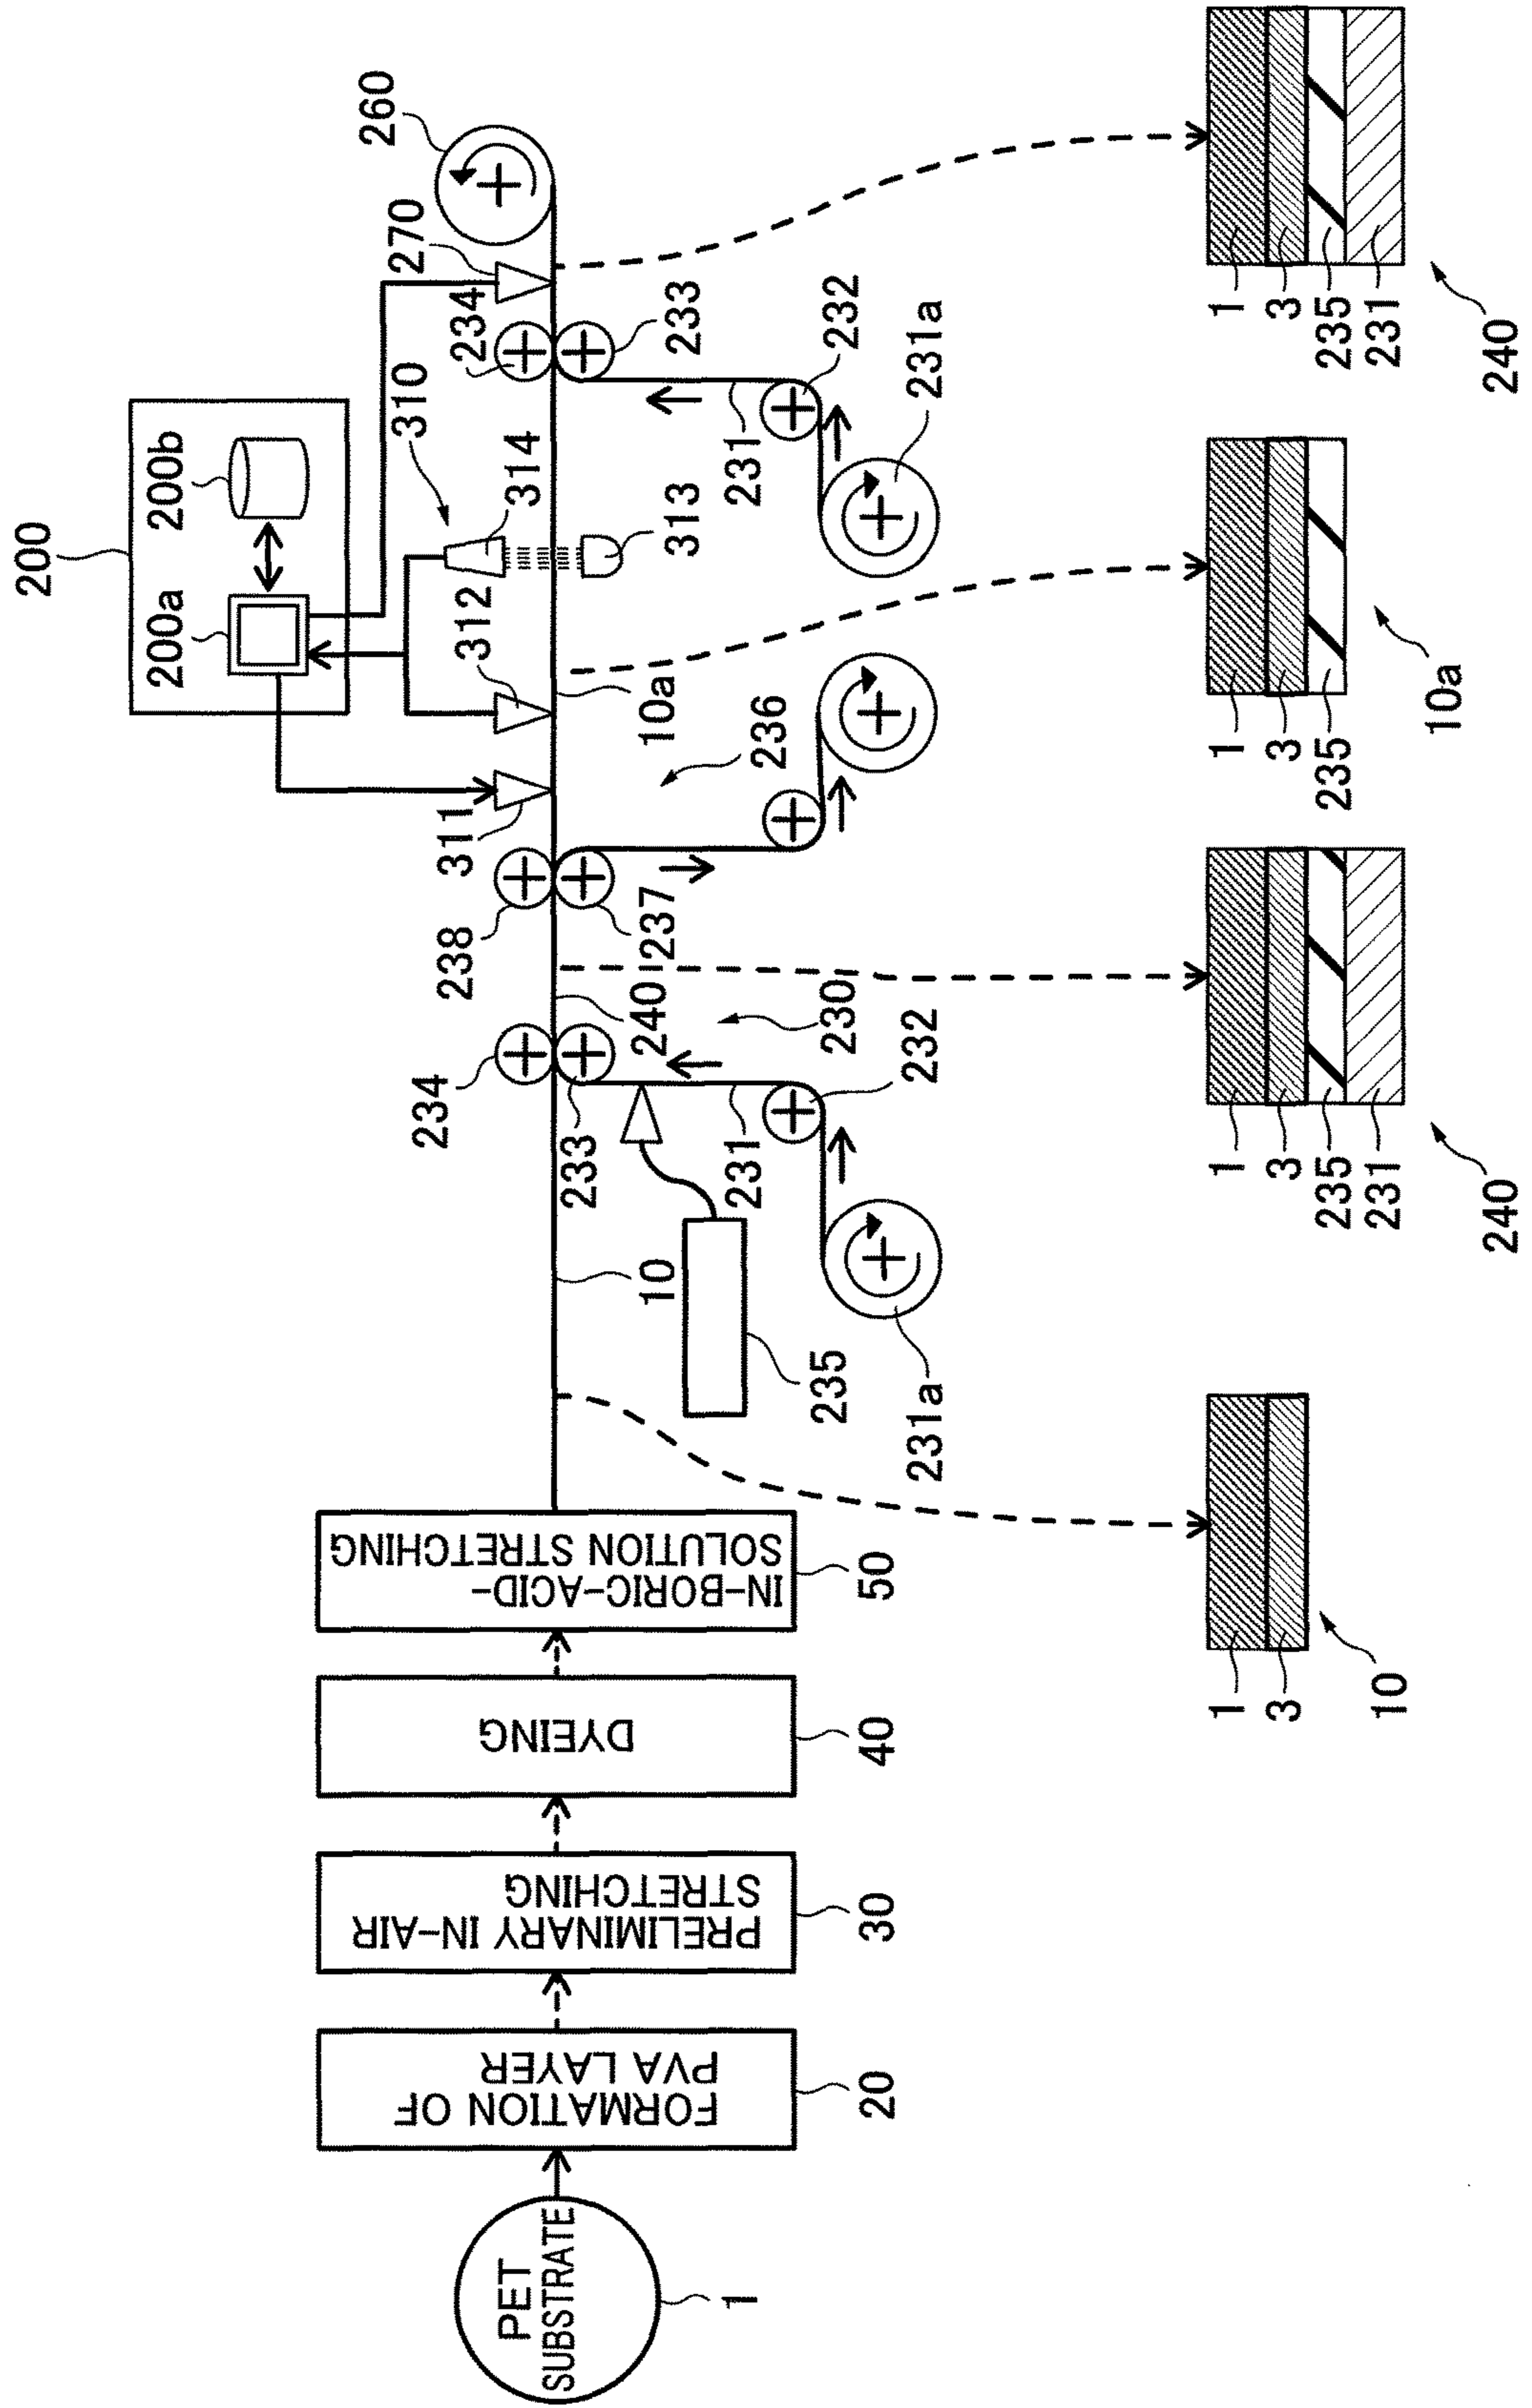 200
200a
200b
260
310
270
234
314
312
311
238
234
PET
SUBSTRATE
1
FORMATION OF
PVA LAYER
20
PRELIMINARY IN-AIR
STRETCHING
30
DYEING
40
IN-BORIC-ACID-
SOLUTION STRETCHING
50
10
233
240
237
10a
313
233
235
231
230
236
231
232
231a
232
231a
1
3
10
1
3
235
231
240
1
3
235
10a
1
3
235
231
240